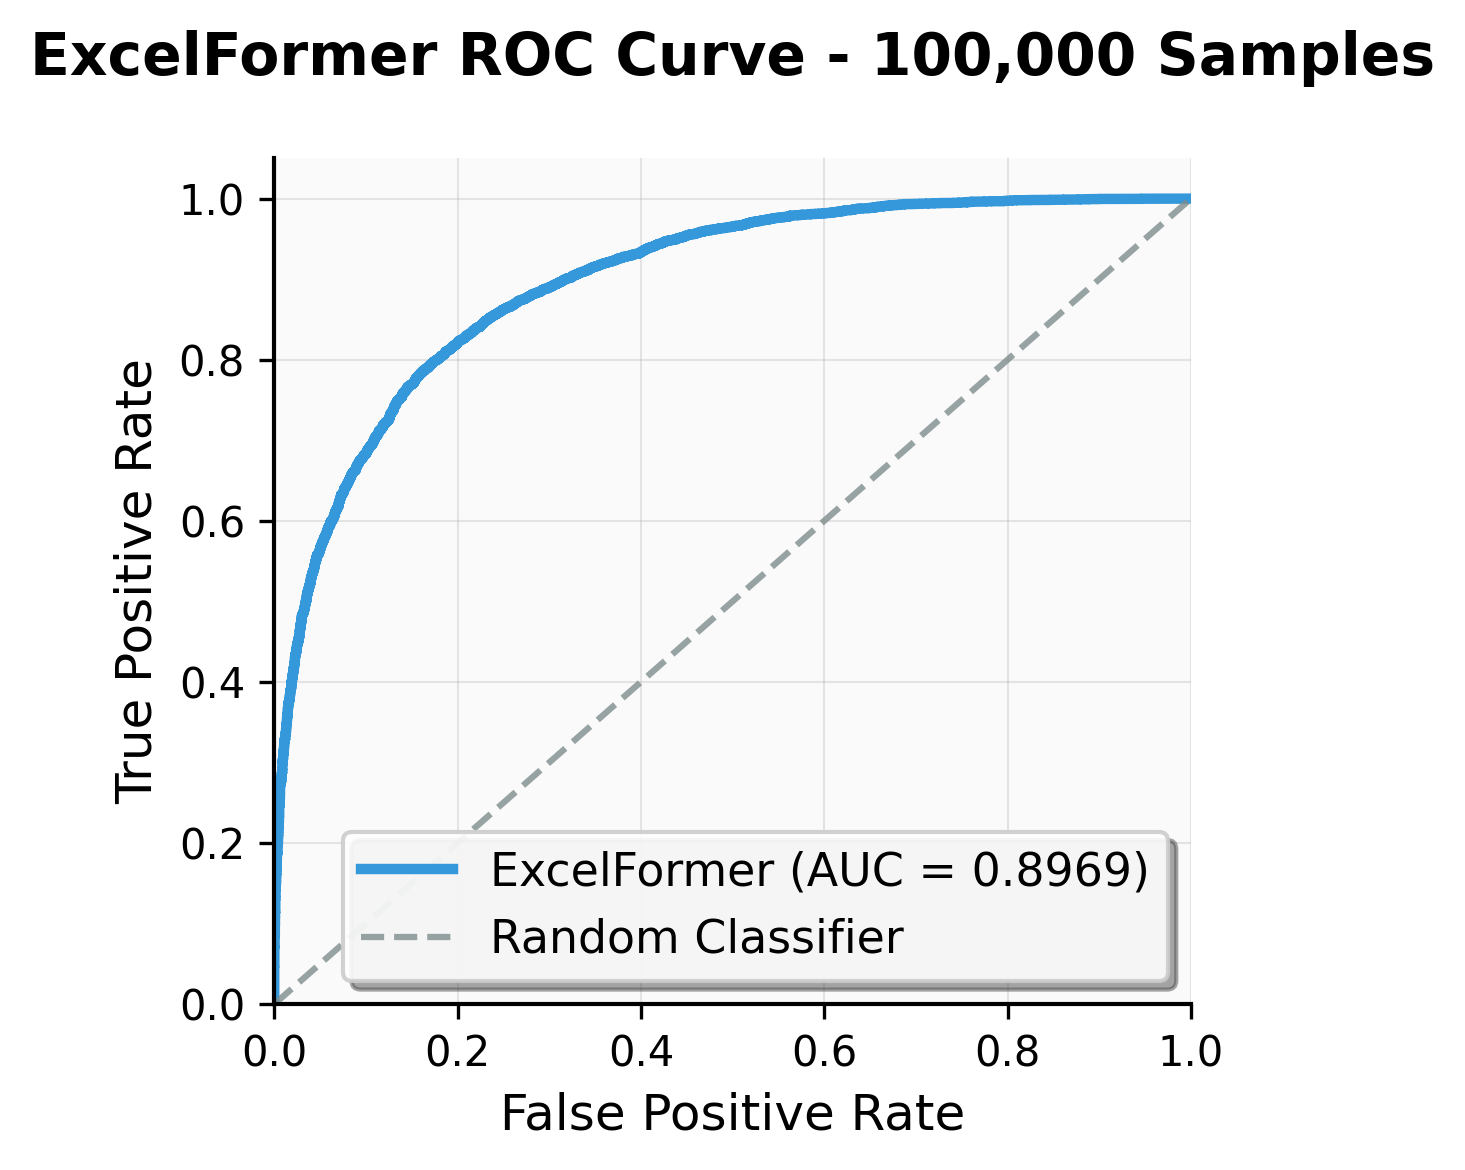 ExcelFormer ROC Curve - 100,000 Samples
True Positive Rate
1.0
0.8
0.6
0.4
0.2
0.0
ExcelFormer (AUC = 0.8969)
Random Classifier
0.0 0.2 0.4 0.6 0.8 1.0
False Positive Rate